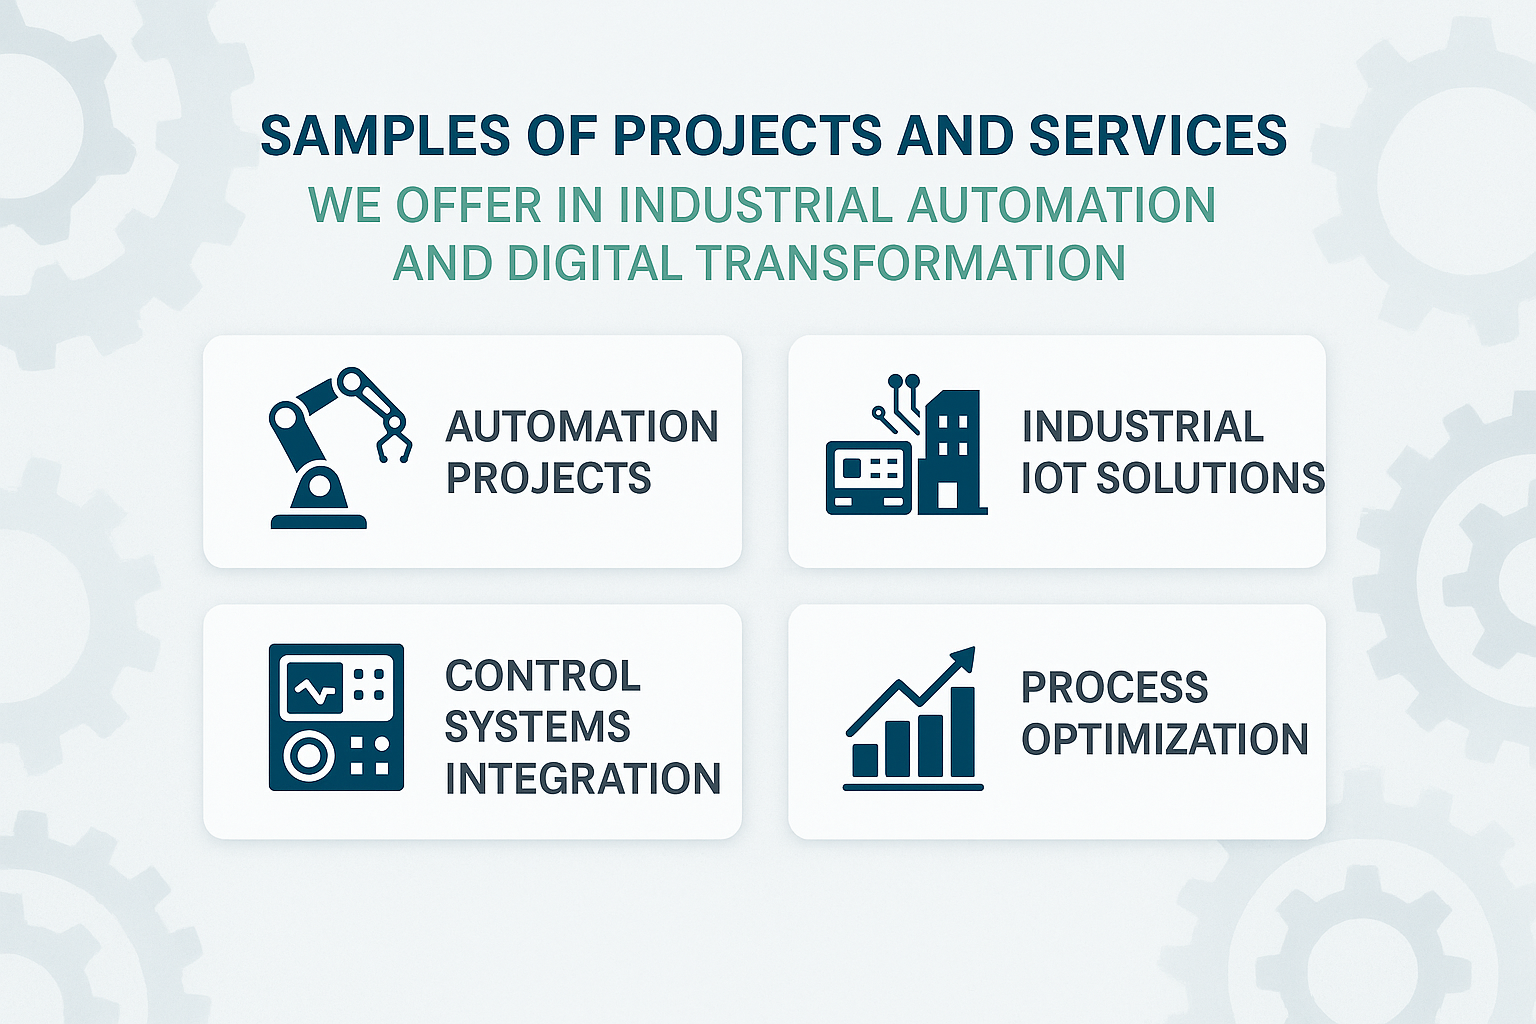 SAMPLES OF PROJECTS AND SERVICES
WE OFFER IN INDUSTRIAL AUTOMATION
AND DIGITAL TRANSFORMATION
AUTOMATION
PROJECTS
INDUSTRIAL
IOT SOLUTIONS
CONTROL
SYSTEMS
INTEGRATION
PROCESS
OPTIMIZATION